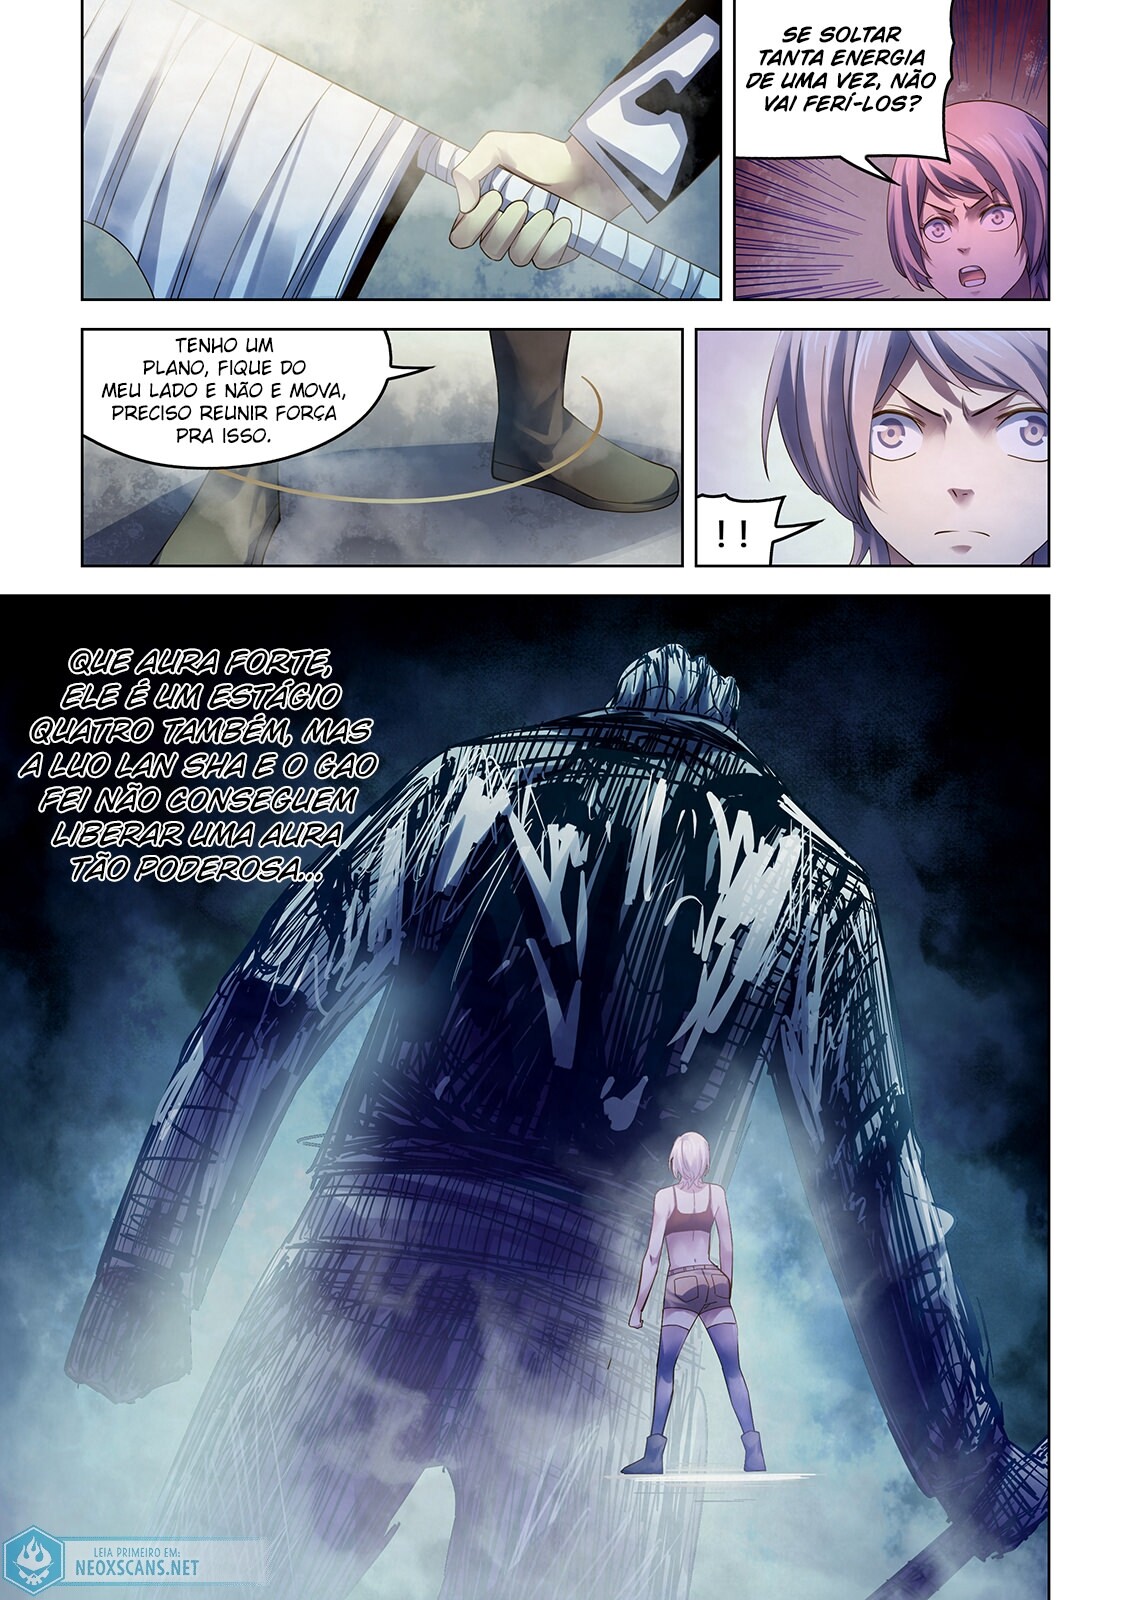 SE SOLTAR
TANTA ENERGIA
DE UMA VEZ, NÃO
VAI FERÍ-LOS?
TENHO UM
PLANO, FIQUE DO
MEU LADO E NÃO E MOVA,
PRECISO REUNIR FORÇA
PRA ISSO.
!!
QUE AURA FORTE,
ELE É UM ESTÁGIO
QUATRO TAMBÉM, MAS
A LUO LAN SHA E O GAO
FEI NÃO CONSEGUEM
LIBERAR UMA AURA
TÃO PODEROSA...
LEIA PRIMEIRO EM:
NEOXSCANS.NET